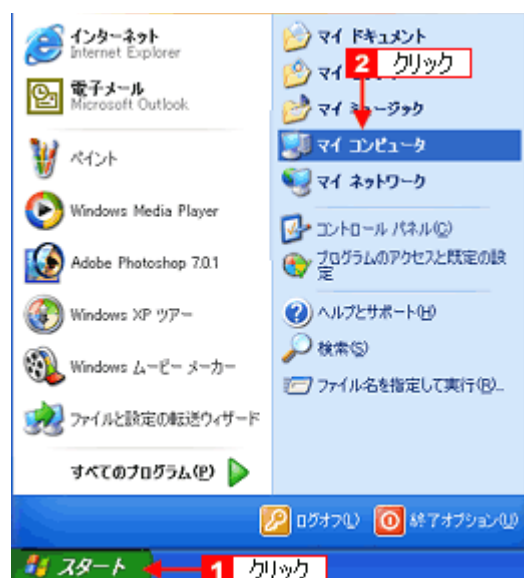 インターネット
Internet Explorer
電子メール
Microsoft Outlook
ペイント
Windows Media Player
Adobe Photoshop 7.0.1
Windows XP ツアー
Windows ムービー メーカー
ファイルと設定の転送ウィザード
すべてのプログラム(P)
マイ ドキュメント
マイ
2 クリック
マイ ミュージック
マイ コンピュータ
マイ ネットワーク
コントロール パネル(C)
プログラムのアクセスと既定の設
定
ヘルプとサポート(H)
検索(S)
ファイル名を指定して実行(R)...
ログオフ(L)
終了オプション(U)
スタート
1 クリック